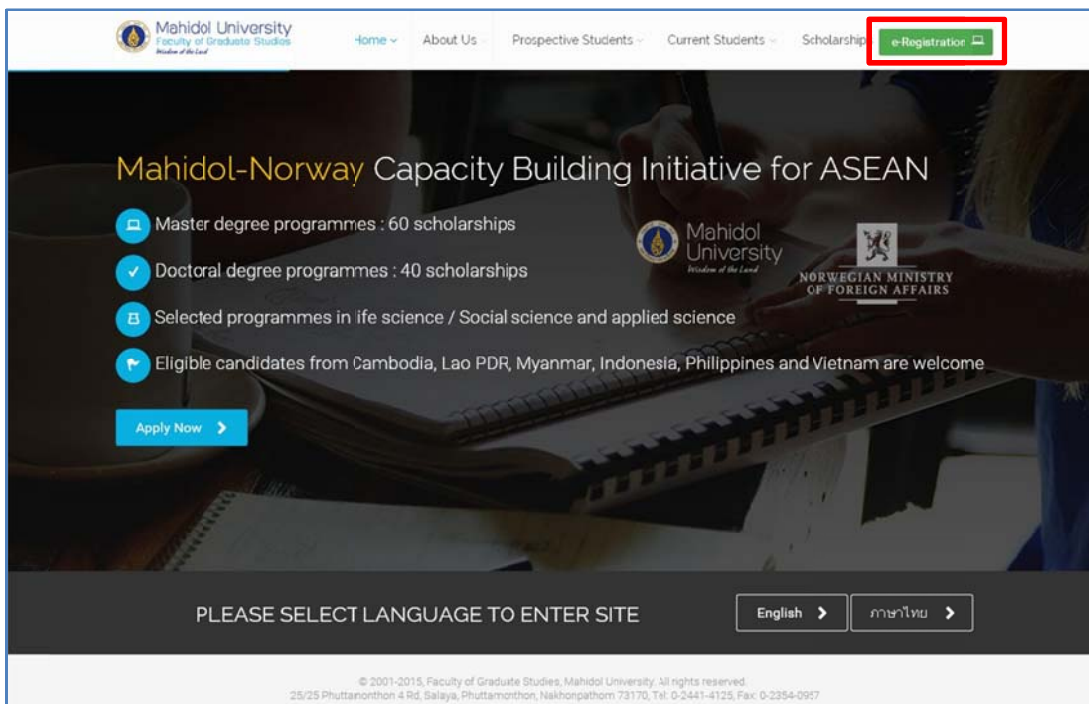 Mahidol University
Faculty of Graduate Studies
Wisdom of the Land
Home
About Us
Prospective Students
Current Students
Scholarship
e-Registration
Mahidol-Norway Capacity Building Initiative for ASEAN
Master degree programmes : 60 scholarships
Doctoral degree programmes : 40 scholarships
Selected programmes in life science / Social science and applied science
Eligible candidates from Cambodia, Lao PDR, Myanmar, Indonesia, Philippines and Vietnam are welcome
Mahidol
University
Wisdom of the Land
NORWEGIAN MINISTRY
OF FOREIGN AFFAIRS
Apply Now
PLEASE SELECT LANGUAGE TO ENTER SITE
English
ภาษาไทย
© 2001-2015, Faculty of Graduate Studies, Mahidol University. All rights reserved.
25/25 Phuttamonthon 4 Rd, Salaya, Phuttamonthon, Nakhonpathom 73170, Tel: 0-2441-4125, Fax: 0-2354-0957